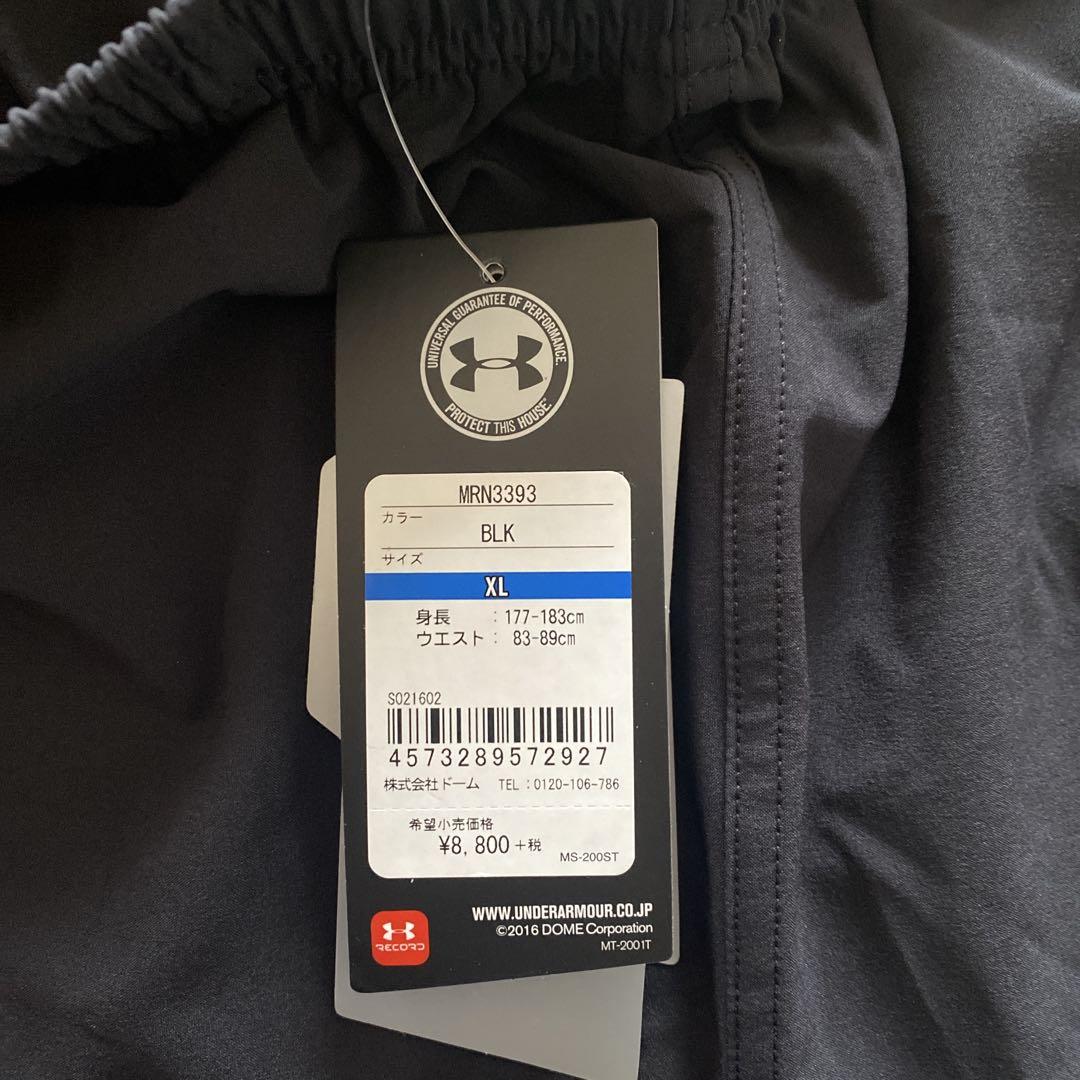 UNIVERSAL GUARANTEE OF PERFORMANCE.
PROTECT THIS HOUSE.
MRN3393
カラー
BLK
サイズ
XL
身長 : 177-183cm
ウエスト : 83-89cm
S021602
4573289572927
株式会社ドーム TEL : 0120-106-786
希望小売価格
¥8,800+税
MS-200ST
WWW.UNDERARMOUR.CO.JP
©2016 DOME Corporation
MT-2001T
RECORD